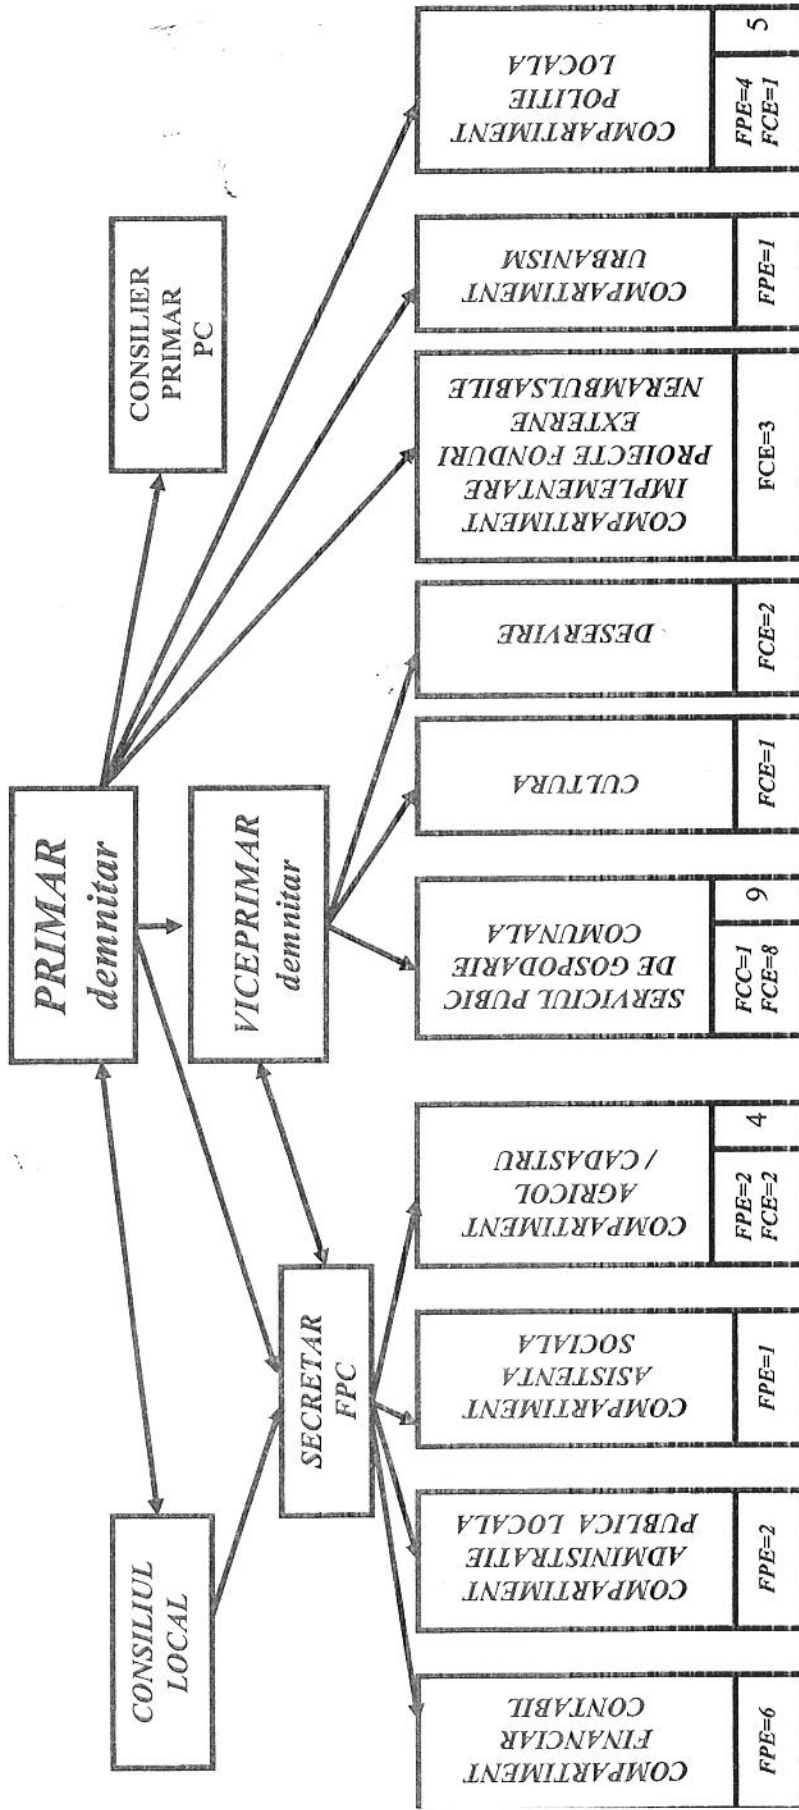 PRIMAR
demnitar
CONSILIUL
LOCAL
CONSILIER
PRIMAR
PC
VICEPRIMAR
demnitar
SECRETAR
FPC
COMPARTIMENT
FINANCIAR
CONTABIL
FPE=6
COMPARTIMENT
ADMINISTRATIE
PUBLICA LOCALA
FPE=2
COMPARTIMENT
ASISTENTA
SOCIALA
FPE=1
COMPARTIMENT
AGRICOL
/ CADASTRU
FPE=2
FCE=2
4
SERVICIUL PUBIC
DE GOSPODARIE
COMUNALA
FCC=1
FCE=8
9
CULTURA
FCE=1
DESERVIRE
FCE=2
COMPARTIMENT
IMPLEMENTARE
PROIECTE FONDURI
EXTERNE
NERAMBULSABILE
FCE=3
COMPARTIMENT
URBANISM
FPE=1
COMPARTIMENT
POLITIE
LOCALA
FPE=4
FCE=1
5